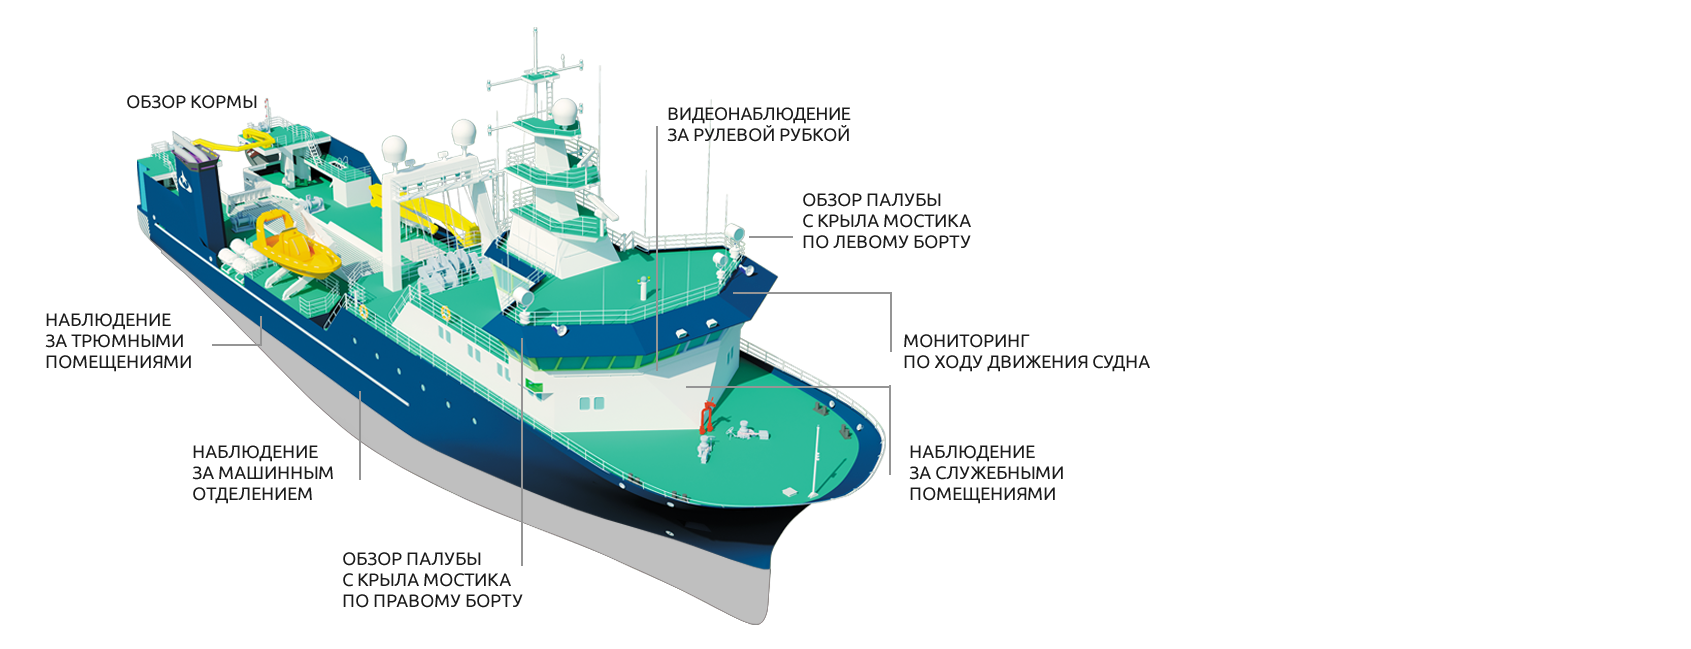 ОБЗОР КОРМЫ
ВИДЕОНАБЛЮДЕНИЕ
ЗА РУЛЕВОЙ РУБКОЙ
ОБЗОР ПАЛУБЫ
С КРЫЛА МОСТИКА
ПО ЛЕВОМУ БОРТУ
НАБЛЮДЕНИЕ
ЗА ТРЮМНЫМИ
ПОМЕЩЕНИЯМИ
МОНИТОРИНГ
ПО ХОДУ ДВИЖЕНИЯ СУДНА
НАБЛЮДЕНИЕ
ЗА МАШИННЫМ
ОТДЕЛЕНИЕМ
НАБЛЮДЕНИЕ
ЗА СЛУЖЕБНЫМИ
ПОМЕЩЕНИЯМИ
ОБЗОР ПАЛУБЫ
С КРЫЛА МОСТИКА
ПО ПРАВОМУ БОРТУ